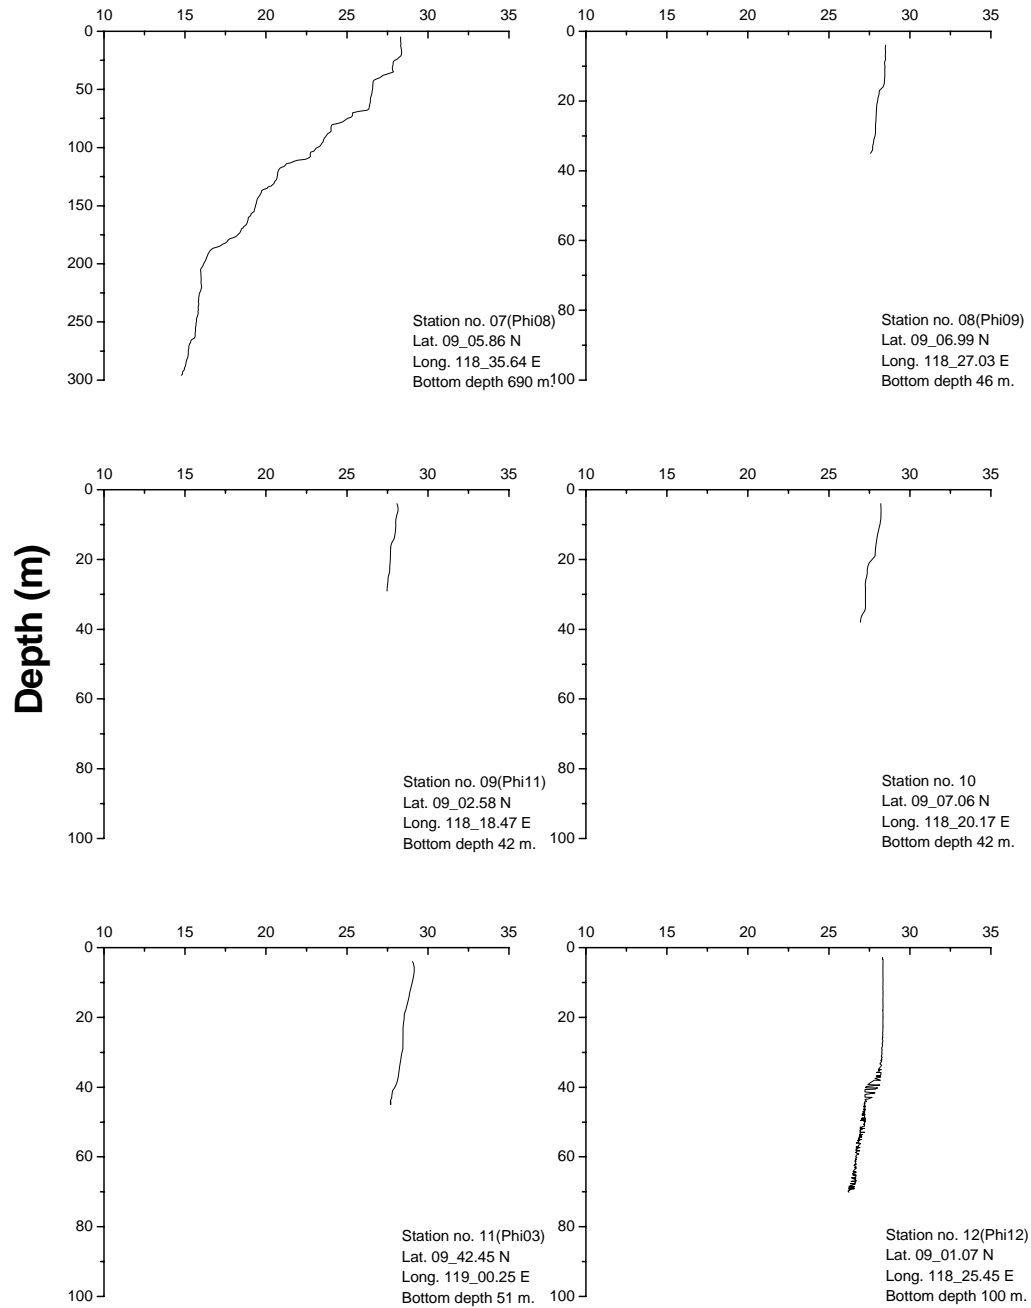 10 15 20 25 30 35
0
50
100
150
200
250
300
Station no. 07(Phi08)
Lat. 09_05.86 N
Long. 118_35.64 E
Bottom depth 690 m.
10 15 20 25 30 35
0
20
40
60
80
100
Station no. 08(Phi09)
Lat. 09_06.99 N
Long. 118_27.03 E
Bottom depth 46 m.
Depth (m)
10 15 20 25 30 35
0
20
40
60
80
100
Station no. 09(Phi11)
Lat. 09_02.58 N
Long. 118_18.47 E
Bottom depth 42 m.
10 15 20 25 30 35
0
20
40
60
80
100
Station no. 10
Lat. 09_07.06 N
Long. 118_20.17 E
Bottom depth 42 m.
10 15 20 25 30 35
0
20
40
60
80
100
Station no. 11(Phi03)
Lat. 09_42.45 N
Long. 119_00.25 E
Bottom depth 51 m.
10 15 20 25 30 35
0
20
40
60
80
100
Station no. 12(Phi12)
Lat. 09_01.07 N
Long. 118_25.45 E
Bottom depth 100 m.